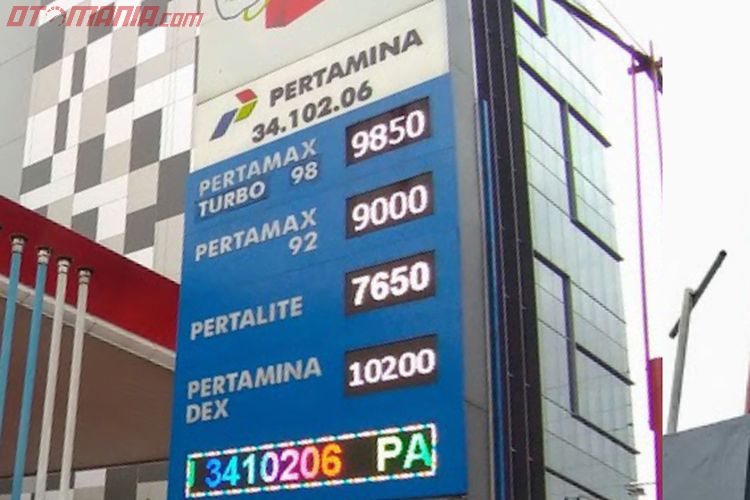 OTOMANIA.com
PERTAMINA
34.102.06
PERTAMAX TURBO 98 9850
PERTAMAX 92 9000
PERTALITE 7650
PERTAMINA DEX 10200
3410206 PA